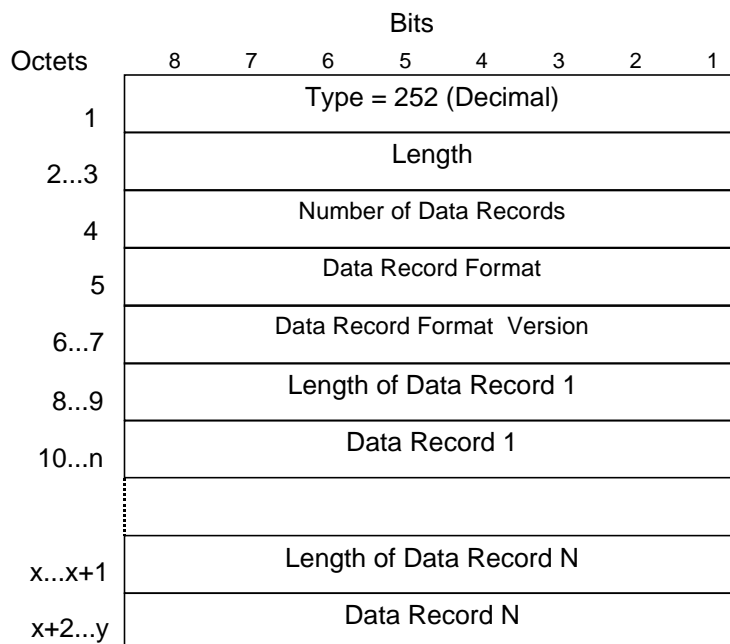 Bits
Octets 8 7 6 5 4 3 2 1
1 Type = 252 (Decimal)
2...3 Length
4 Number of Data Records
5 Data Record Format
6...7 Data Record Format Version
8...9 Length of Data Record 1
10...n Data Record 1
x...x+1 Length of Data Record N
x+2...y Data Record N